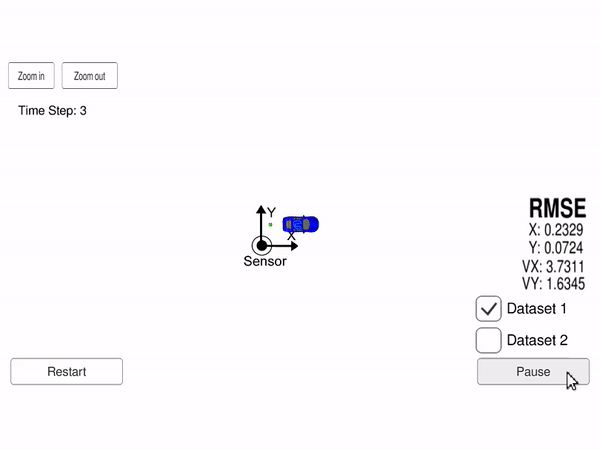 Zoom in
Zoom out
Time Step: 3
Y
X
Sensor
RMSE
X: 0.2329
Y: 0.0724
VX: 3.7311
VY: 1.6345
Dataset 1
Dataset 2
Restart
Pause